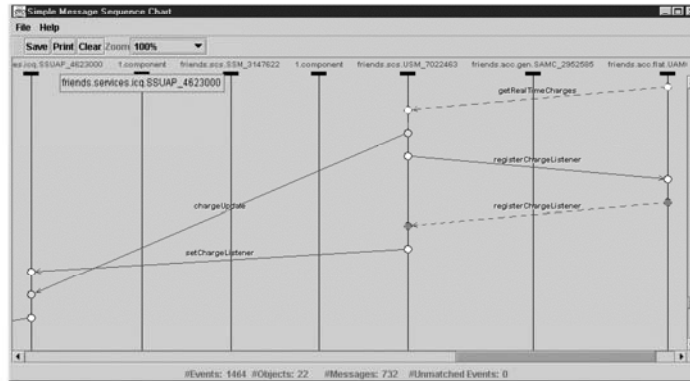 Simple Message Sequence Chart
File Help
Save Print Clear Zoom 100%
es.icq.SSUAP_4623000 1.component friends.scs.SSM_3147622 1.component friends.scs.USM_7022463 friends.acc.gen.SAMC_2952585 friends.acc.flat.UAM
friends.services.icq.SSUAP_4623000
getRealTimeCharges
registerChargeListener
chargeUpdate
registerChargeListener
setChargeListener
#Events: 1464 #Objects: 22 #Messages: 732 #Unmatched Events: 0